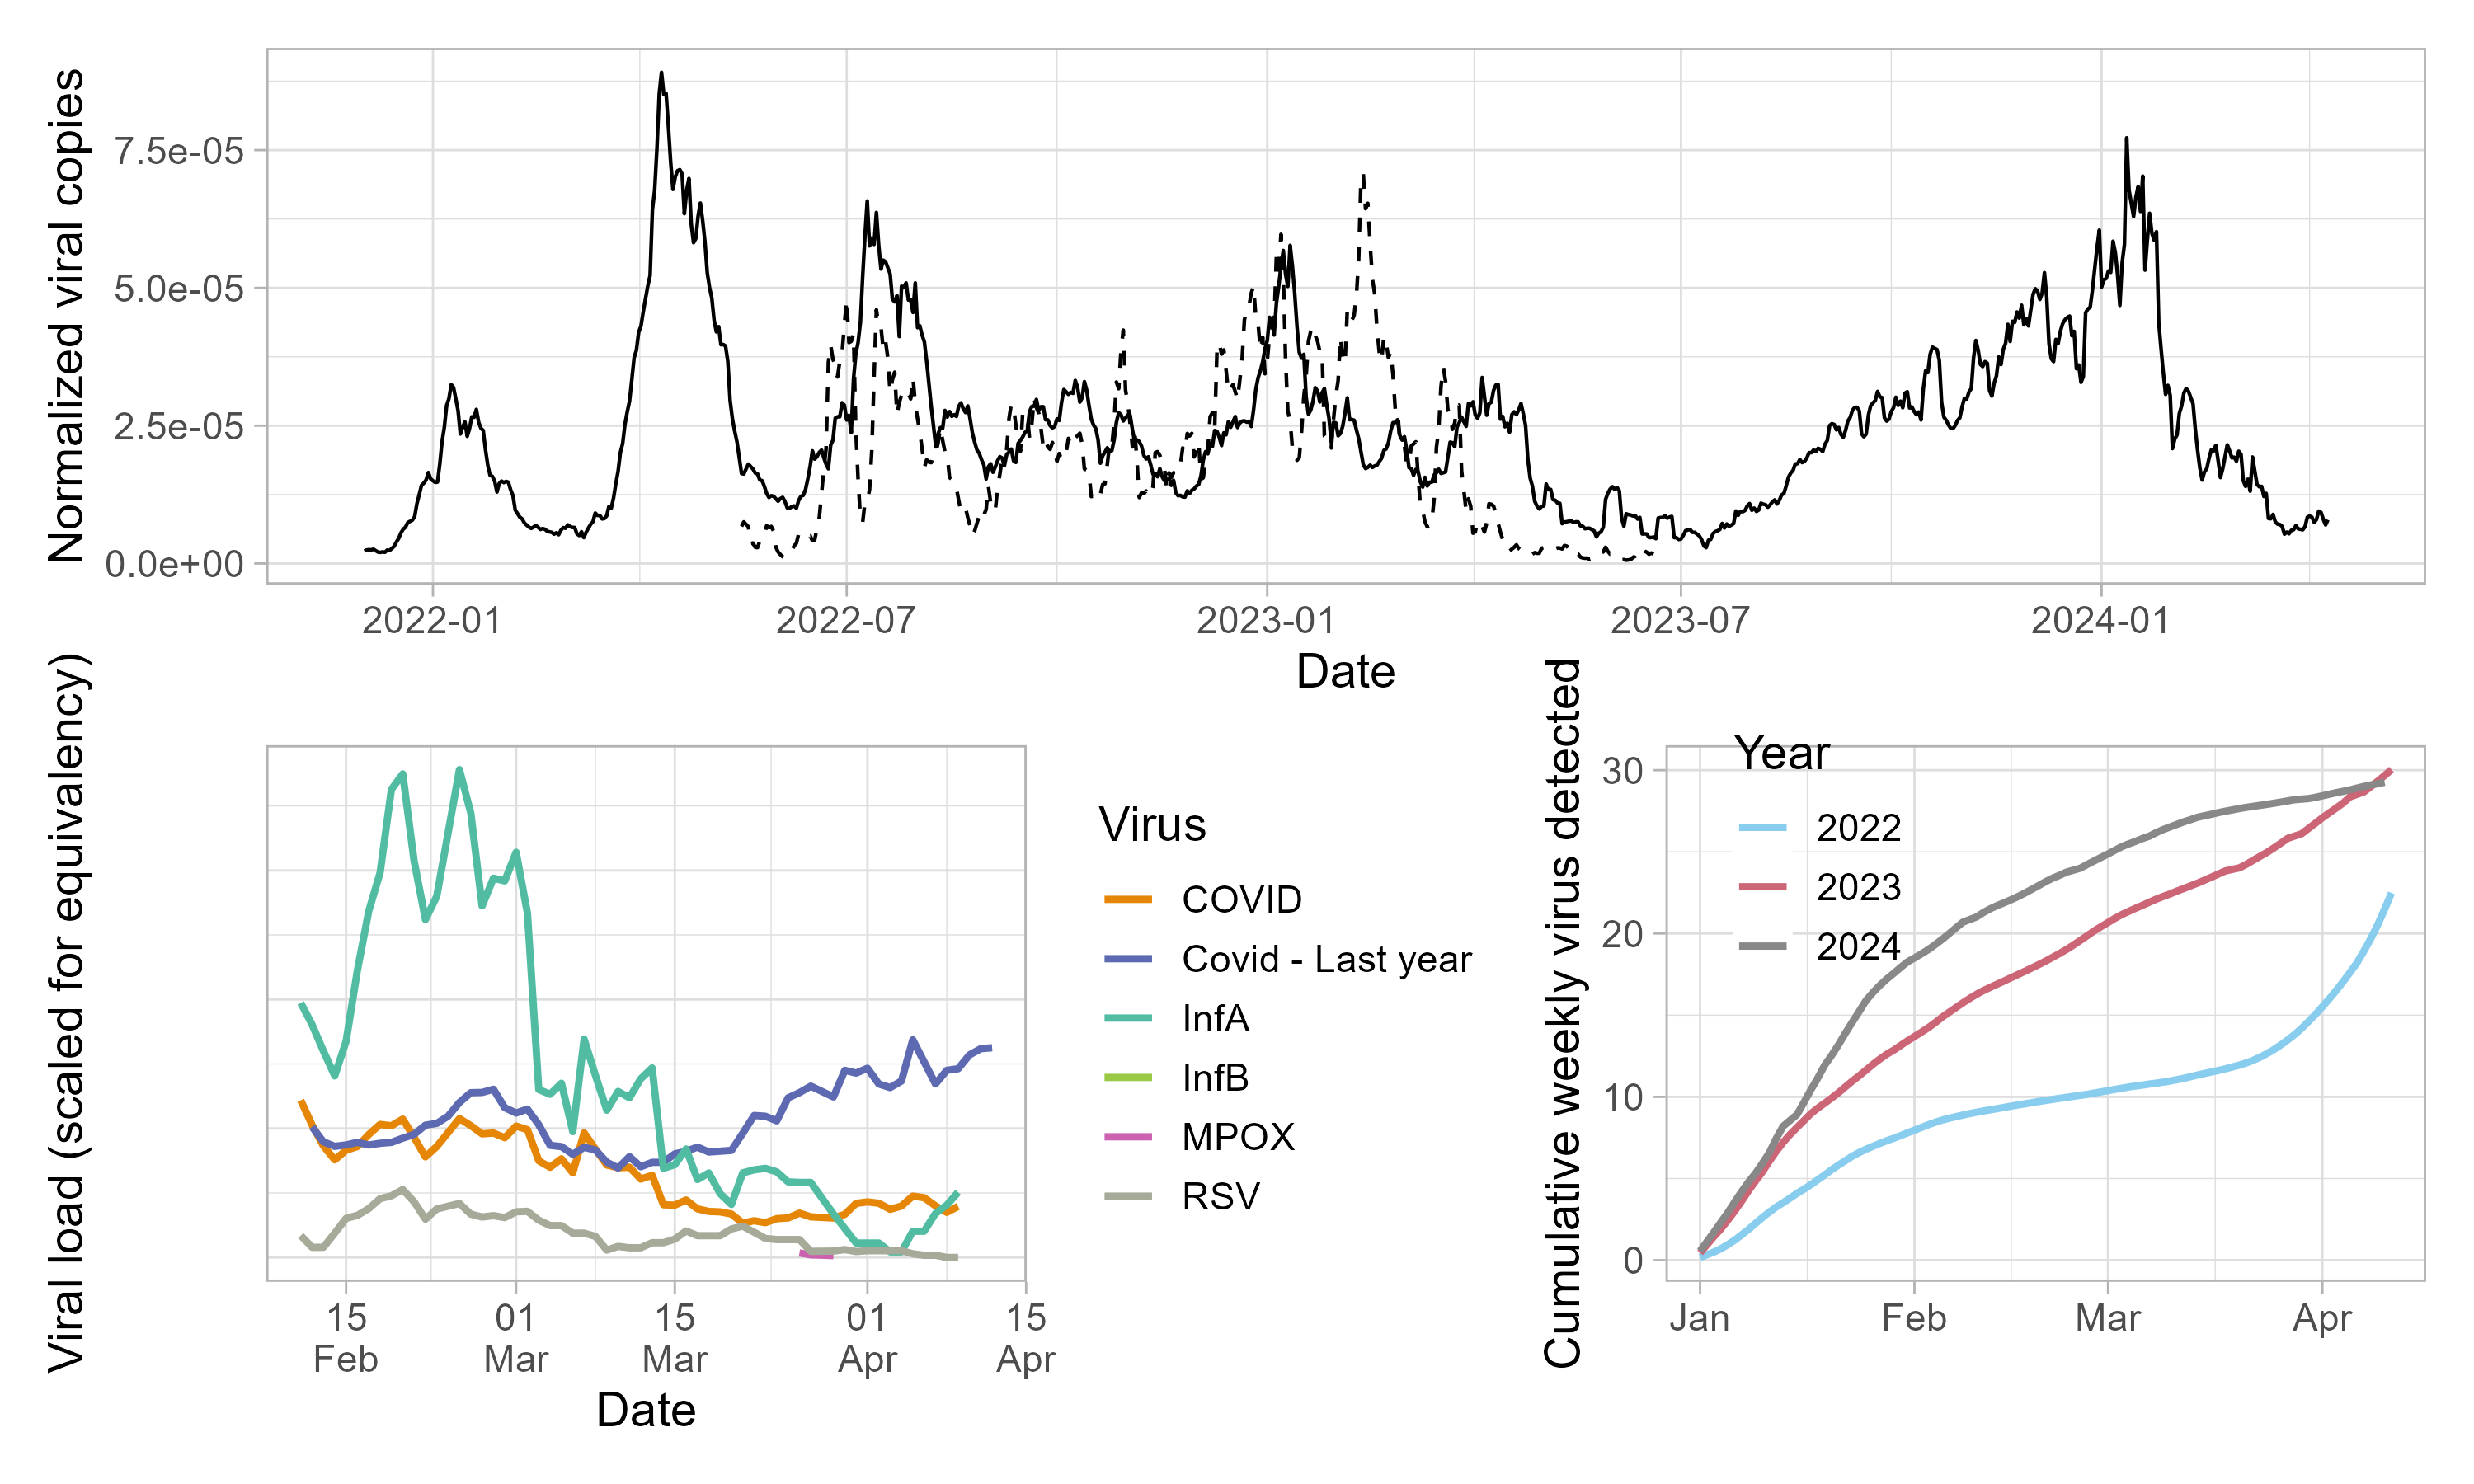 Normalized viral copies
7.5e-05
5.0e-05
2.5e-05
0.0e+00
2022-01
2022-07
2023-01
2023-07
2024-01
Date
Viral load (scaled for equivalency)
15
Feb
01
Mar
15
Mar
01
Apr
15
Apr
Date
Virus
COVID
Covid - Last year
InfA
InfB
MPOX
RSV
Cumulative weekly virus detected
30
20
10
0
Year
2022
2023
2024
Jan
Feb
Mar
Apr